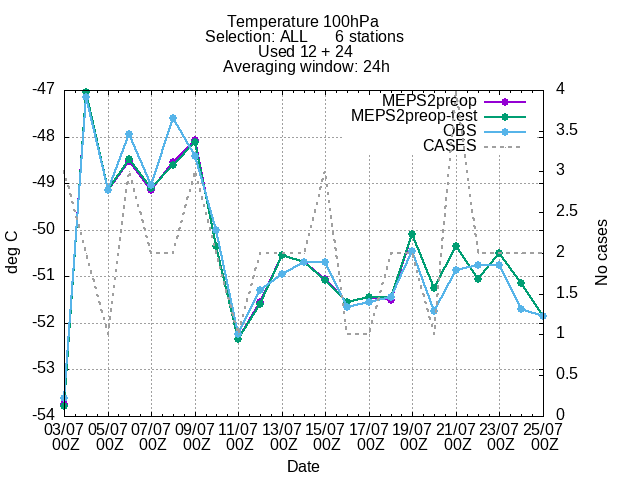 Temperature 100hPa
Selection: ALL 6 stations
Used 12 + 24
Averaging window: 24h
MEPS2preop
MEPS2preop-test
OBS
CASES
-47
-48
-49
-50
-51
-52
-53
-54
deg C
4
3.5
3
2.5
2
1.5
1
0.5
0
No cases
03/07 05/07 07/07 09/07 11/07 13/07 15/07 17/07 19/07 21/07 23/07 25/07
00Z 00Z 00Z 00Z 00Z 00Z 00Z 00Z 00Z 00Z 00Z 00Z
Date